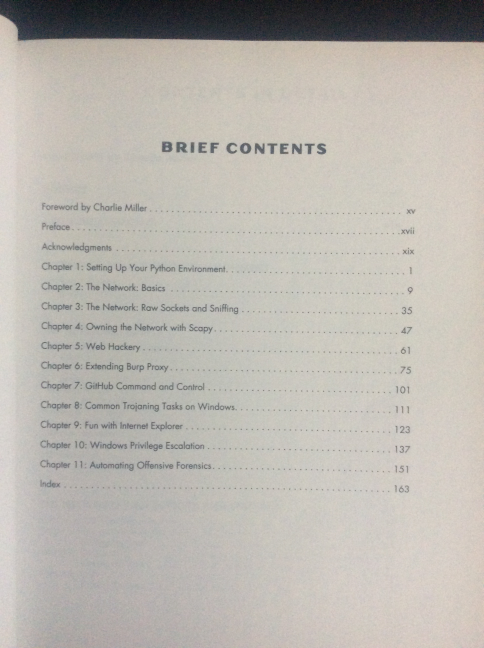 BRIEF CONTENTS
Foreword by Charlie Miller . . . . . . . . . . . . . . . . . . . . xv
Preface . . . . . . . . . . . . . . . . . . . . xvii
Acknowledgments . . . . . . . . . . . . . . . . . . . . xix
Chapter 1: Setting Up Your Python Environment . . . . . . . . . . . . . . . . . . . . 1
Chapter 2: The Network: Basics . . . . . . . . . . . . . . . . . . . . 9
Chapter 3: The Network: Raw Sockets and Sniffing . . . . . . . . . . . . . . . . . . . . 35
Chapter 4: Owning the Network with Scapy . . . . . . . . . . . . . . . . . . . . 47
Chapter 5: Web Hackery . . . . . . . . . . . . . . . . . . . . 61
Chapter 6: Extending Burp Proxy . . . . . . . . . . . . . . . . . . . . 75
Chapter 7: GitHub Command and Control . . . . . . . . . . . . . . . . . . . . 101
Chapter 8: Common Trojaning Tasks on Windows . . . . . . . . . . . . . . . . . . . . 111
Chapter 9: Fun with Internet Explorer . . . . . . . . . . . . . . . . . . . . 123
Chapter 10: Windows Privilege Escalation . . . . . . . . . . . . . . . . . . . . 137
Chapter 11: Automating Offensive Forensics . . . . . . . . . . . . . . . . . . . . 151
Index . . . . . . . . . . . . . . . . . . . . 163